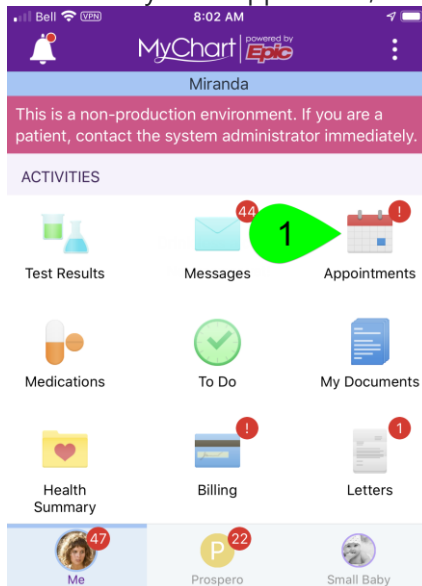 Bell VPN 8:02 AM
MyChart powered by Epic
Miranda
This is a non-production environment. If you are a
patient, contact the system administrator immediately.
ACTIVITIES
44 1 ! 
Test Results Messages Appointments
Medications To Do My Documents
! 1
Health
Summary Billing Letters
47 P 22
Me Prospero Small Baby